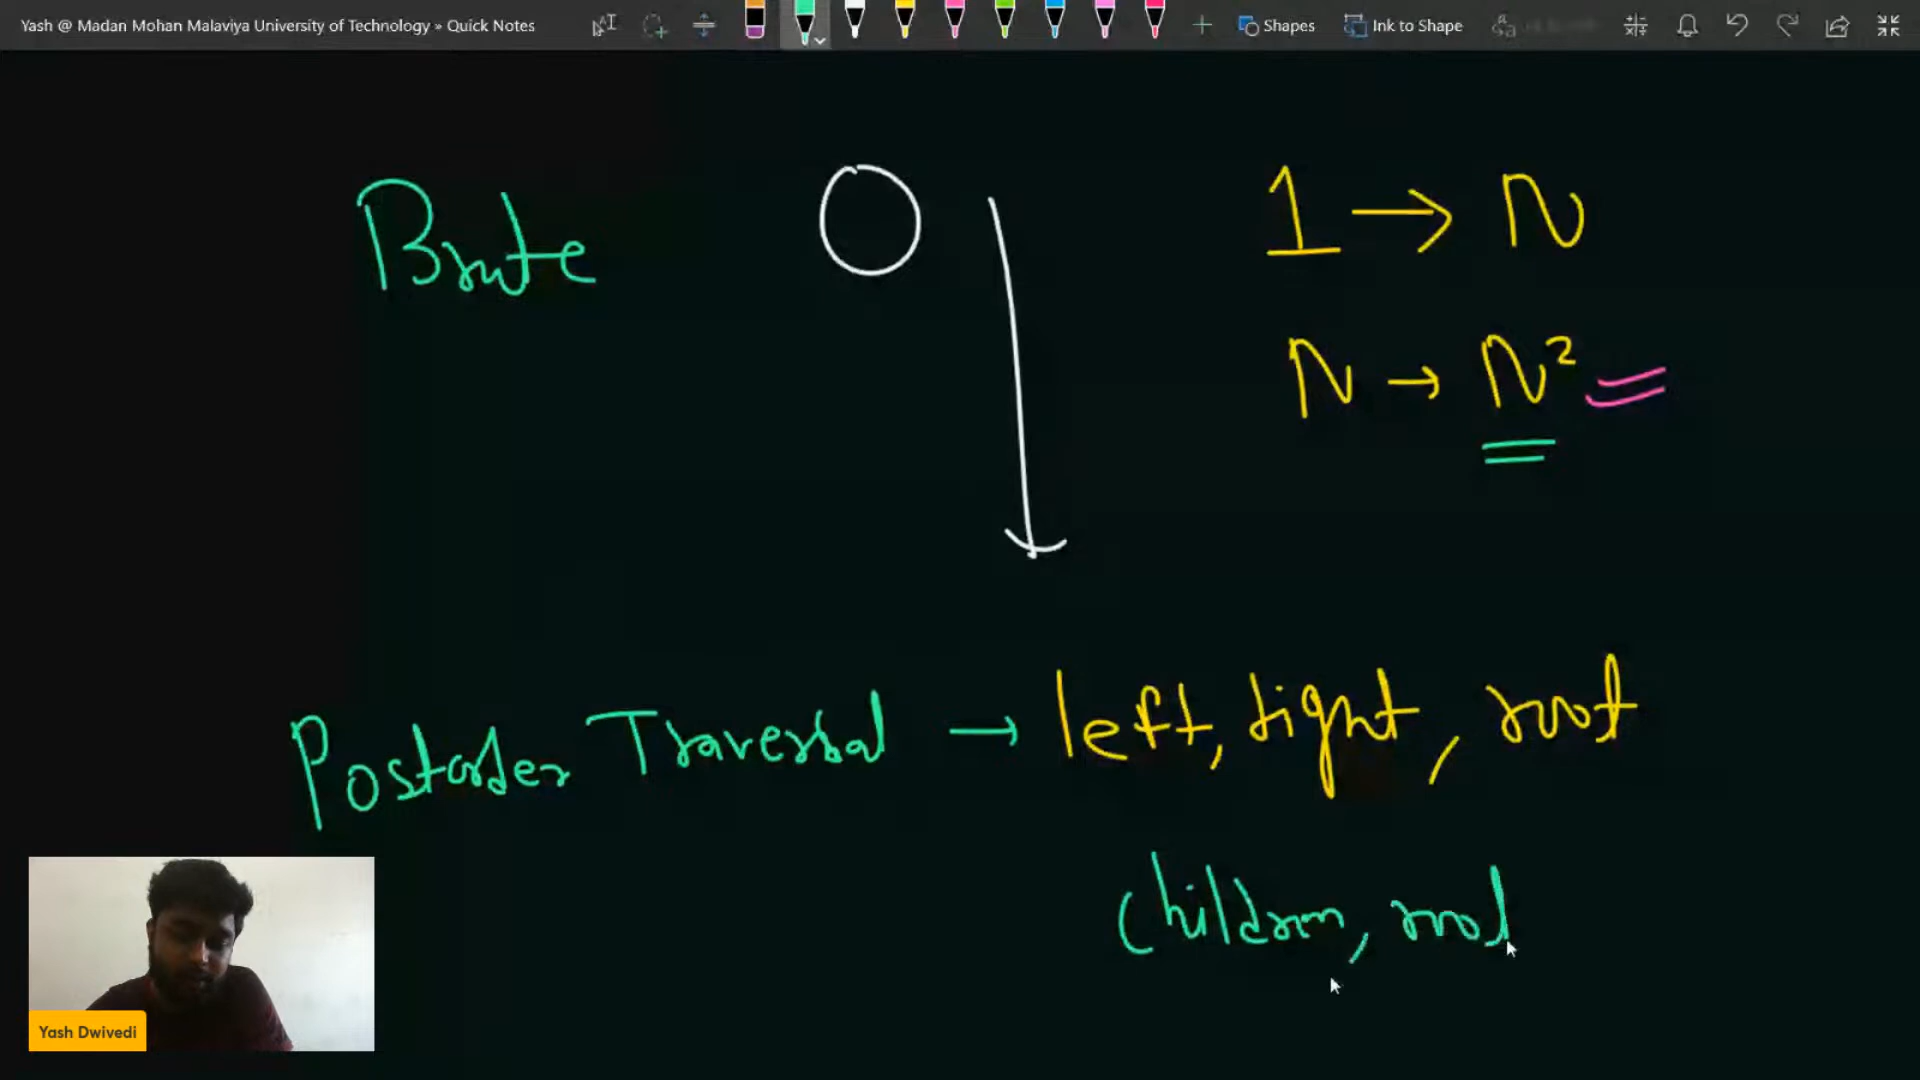 Yash @ Madan Mohan Malaviya University of Technology » Quick Notes
Shapes
Ink to Shape
Brute
1 → N
N → N²
Postorder Traversal → left, right, root
children, root
Yash Dwivedi